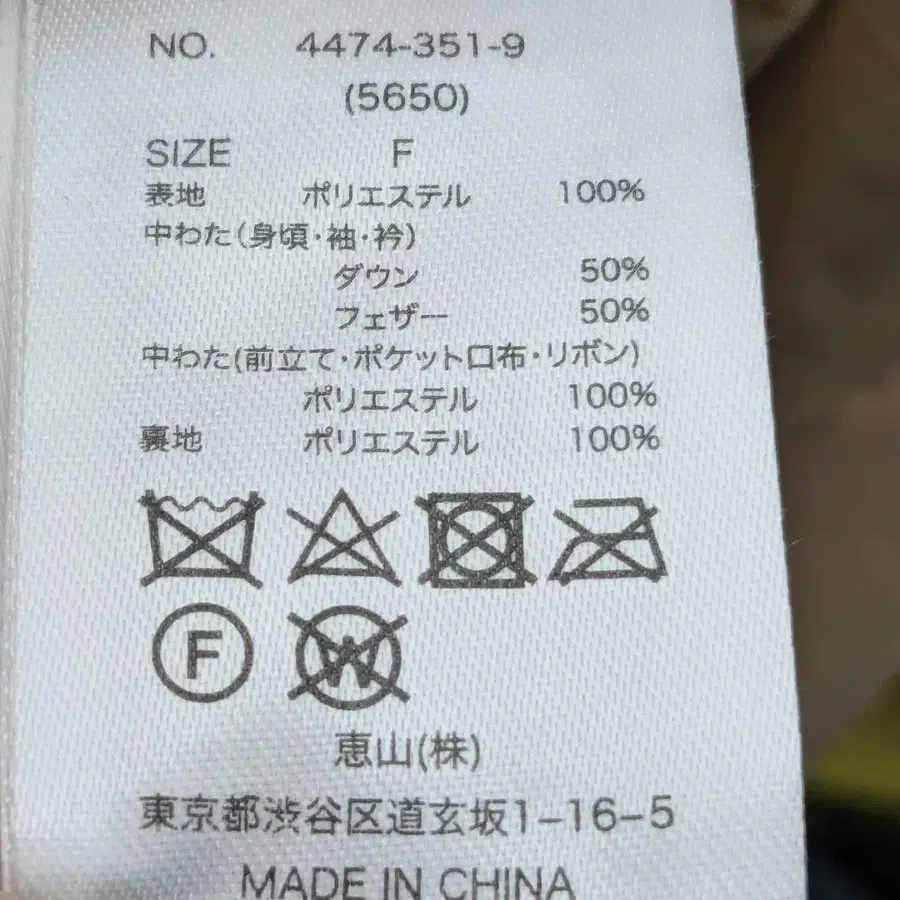 NO. 4474-351-9
(5650)
SIZE F
表地 ポリエステル 100%
中わた(身頃・袖・衿)
ダウン 50%
フェザー 50%
中わた(前立て・ポケット口布・リボン)
ポリエステル 100%
裏地 ポリエステル 100%
F W
恵山(株)
東京都渋谷区道玄坂1-16-5
MADE IN CHINA